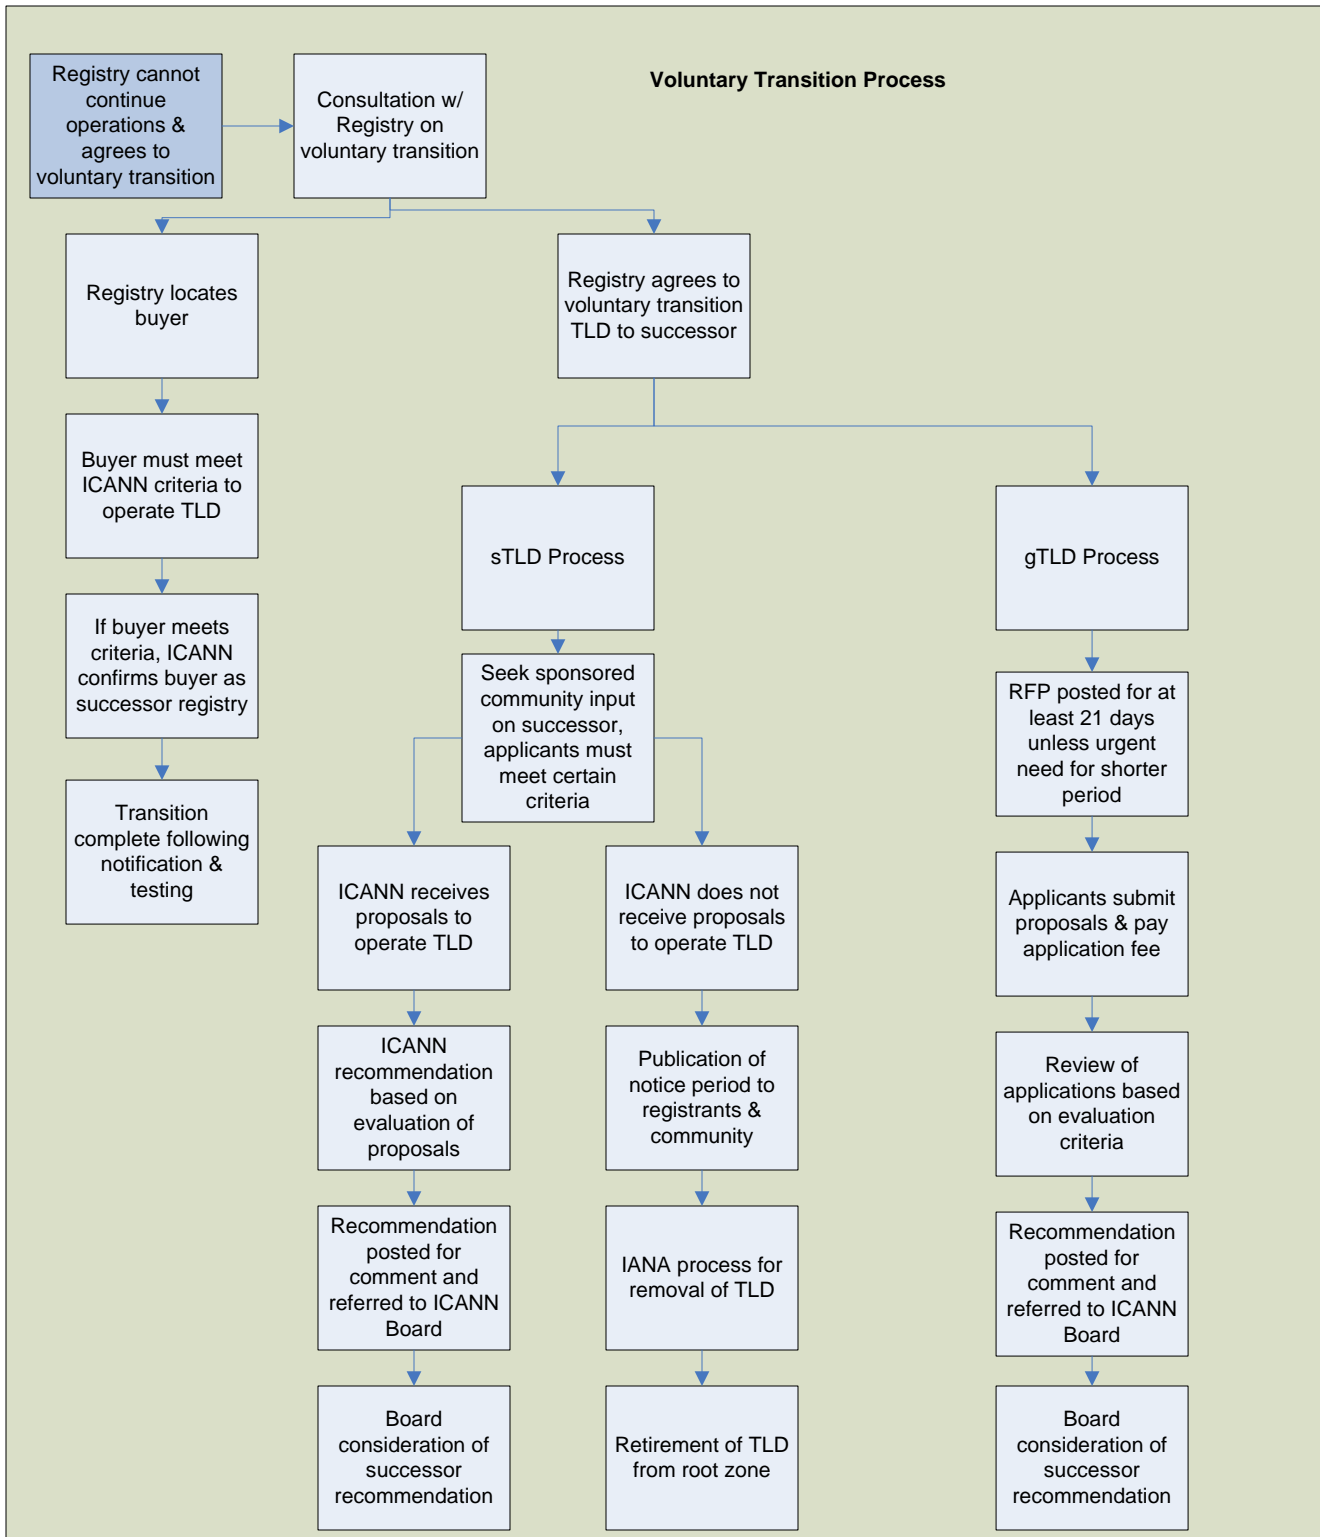 Voluntary Transition Process
Registry cannot
continue
operations &
agrees to
voluntary transition
Consultation w/
Registry on
voluntary transition
Registry locates
buyer
Registry agrees to
voluntary transition
TLD to successor
Buyer must meet
ICANN criteria to
operate TLD
If buyer meets
criteria, ICANN
confirms buyer as
successor registry
Transition
complete following
notification &
testing
sTLD Process
Seek sponsored
community input
on successor,
applicants must
meet certain
criteria
ICANN receives
proposals to
operate TLD
ICANN
recommendation
based on
evaluation of
proposals
Recommendation
posted for
comment and
referred to ICANN
Board
Board
consideration of
successor
recommendation
ICANN does not
receive proposals
to operate TLD
Publication of
notice period to
registrants &
community
IANA process for
removal of TLD
Retirement of TLD
from root zone
gTLD Process
RFP posted for at
least 21 days
unless urgent
need for shorter
period
Applicants submit
proposals & pay
application fee
Review of
applications based
on evaluation
criteria
Recommendation
posted for
comment and
referred to ICANN
Board
Board
consideration of
successor
recommendation